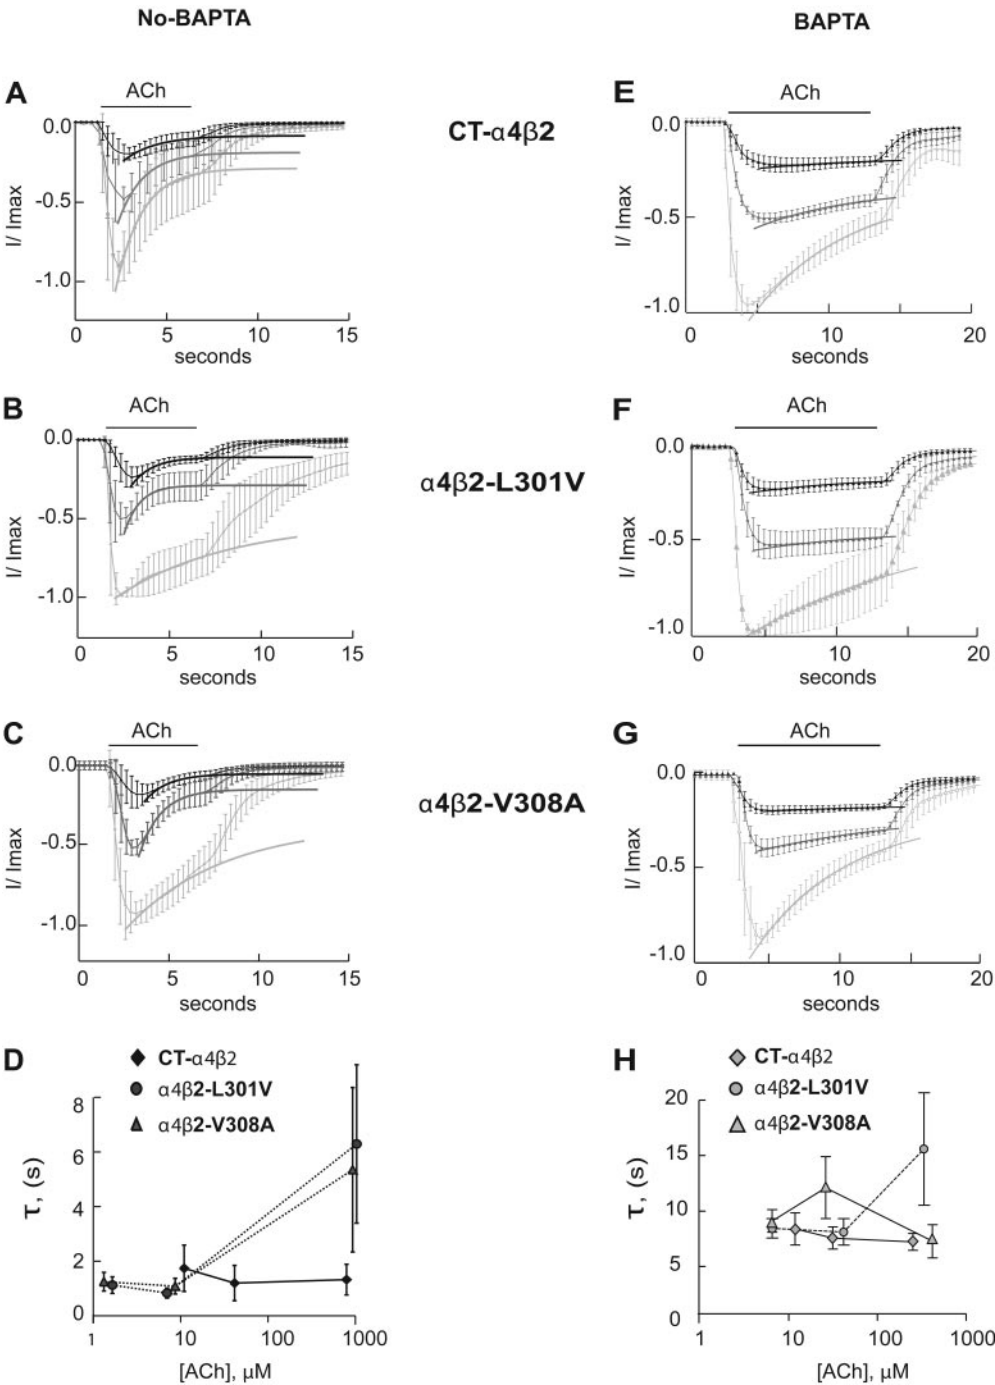 No-BAPTA
BAPTA
A
ACh
0.0
-0.5
-1.0
I/ Imax
0
5
10
15
seconds
CT-α4β2
E
ACh
0.0
-0.5
-1.0
I/ Imax
0
10
20
seconds
B
ACh
0.0
-0.5
-1.0
I/ Imax
0
5
10
15
seconds
α4β2-L301V
F
ACh
0.0
-0.5
-1.0
I/ Imax
0
10
20
seconds
C
ACh
0.0
-0.5
-1.0
I/ Imax
0
5
10
15
seconds
α4β2-V308A
G
ACh
0.0
-0.5
-1.0
I/ Imax
0
10
20
seconds
D
CT-α4β2
α4β2-L301V
α4β2-V308A
8
6
4
2
0
τ, (s)
1
10
100
1000
[ACh], μM
H
CT-α4β2
α4β2-L301V
α4β2-V308A
20
15
10
5
0
τ, (s)
1
10
100
1000
[ACh], μM